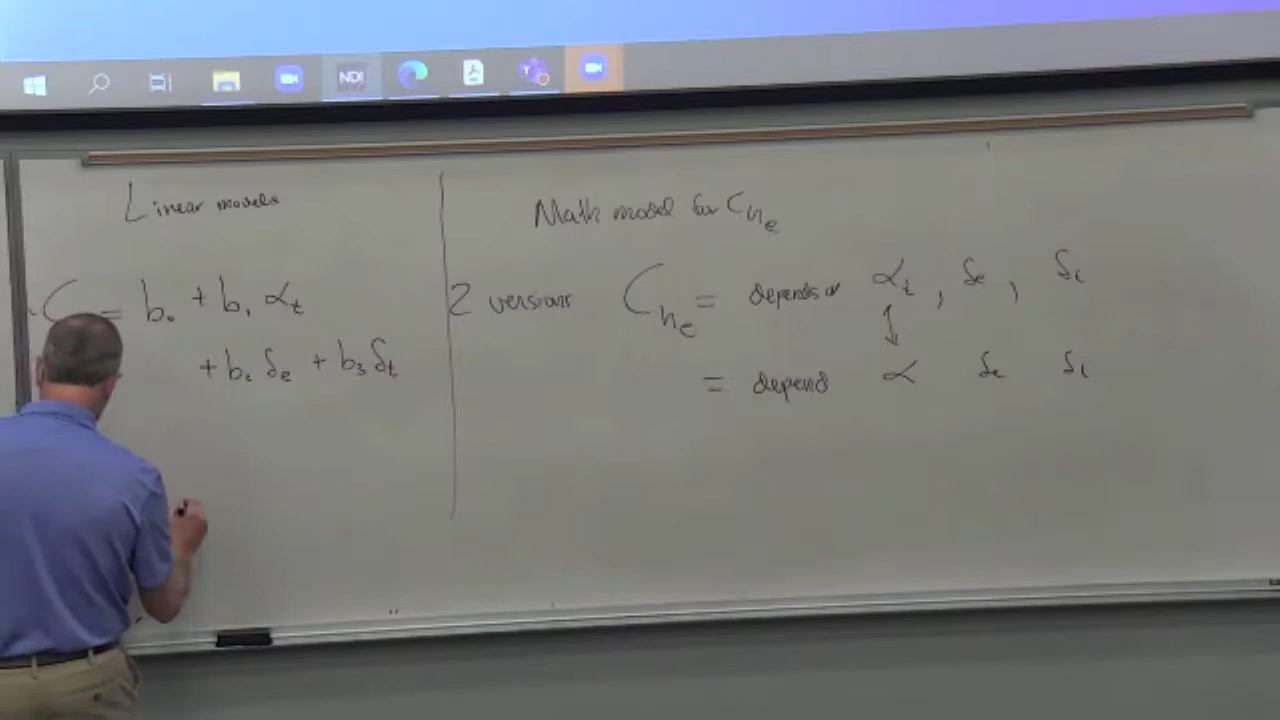 NDI
Linear models
C = b₀ + b₁ αₜ
+ b₂ δₑ + b₃ δₜ
Math model for Cₕₑ
2 versions Cₕₑ = depends on αₜ , δₑ , δₜ
= depend α δₑ δₜ